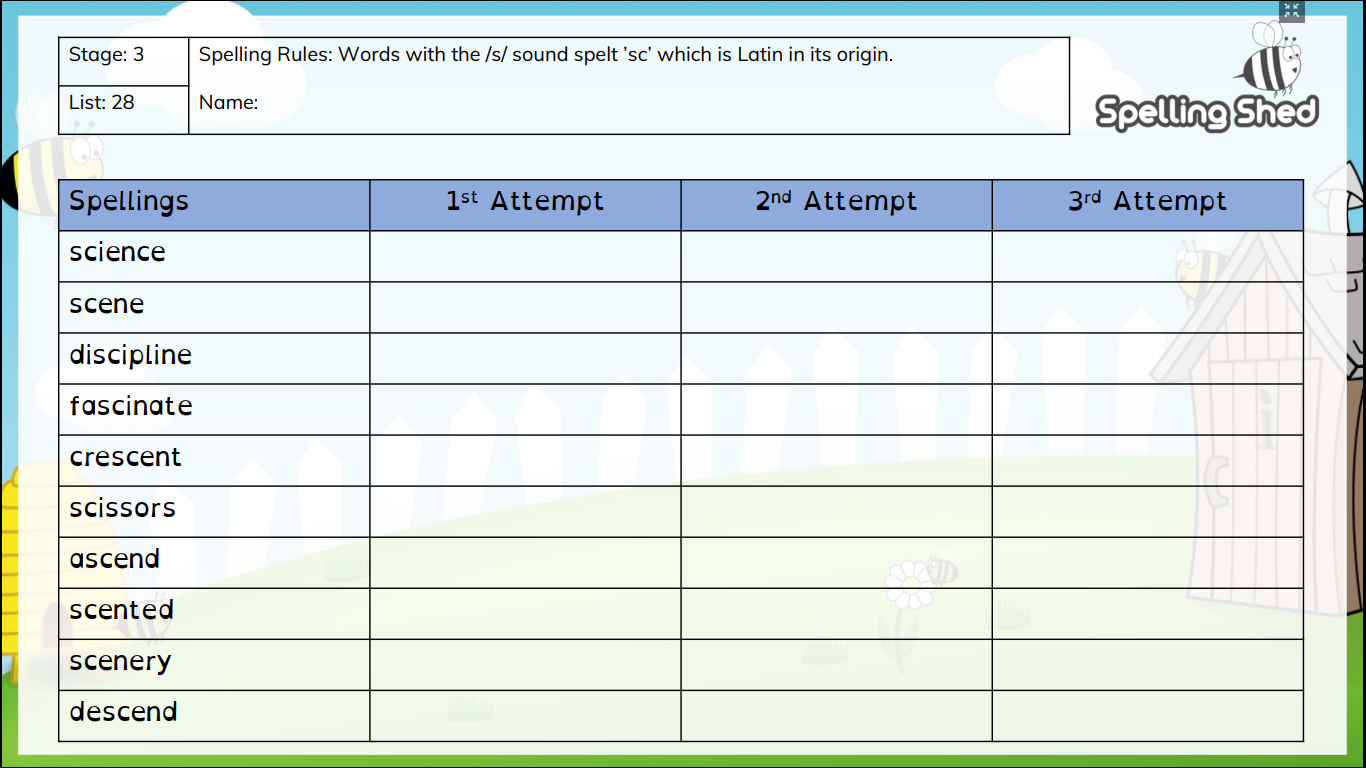 Stage: 3
Spelling Rules: Words with the /s/ sound spelt ’sc’ which is Latin in its origin.
List: 28
Name:
Spelling Shed
Spellings 1st Attempt 2nd Attempt 3rd Attempt
science
scene
discipline
fascinate
crescent
scissors
ascend
scented
scenery
descend